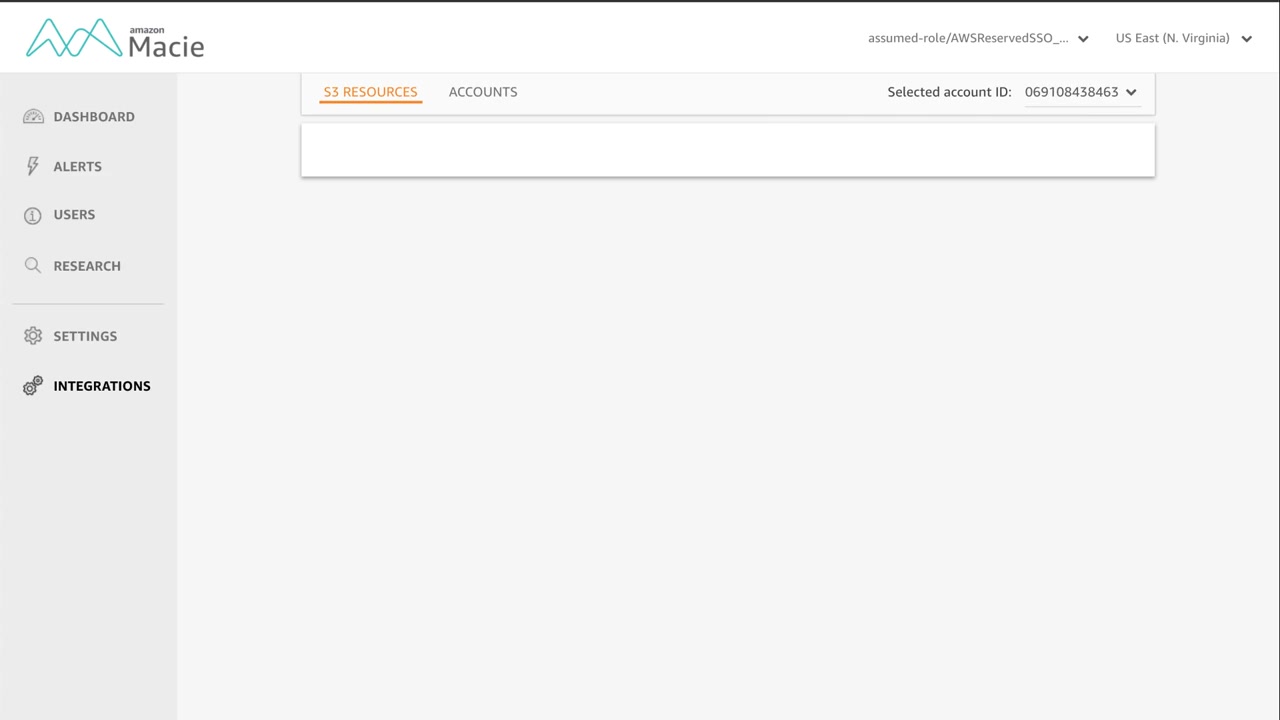 amazon
Macie
assumed-role/AWSReservedSSO_...
US East (N. Virginia)
S3 RESOURCES
ACCOUNTS
Selected account ID:
069108438463
DASHBOARD
ALERTS
USERS
RESEARCH
SETTINGS
INTEGRATIONS